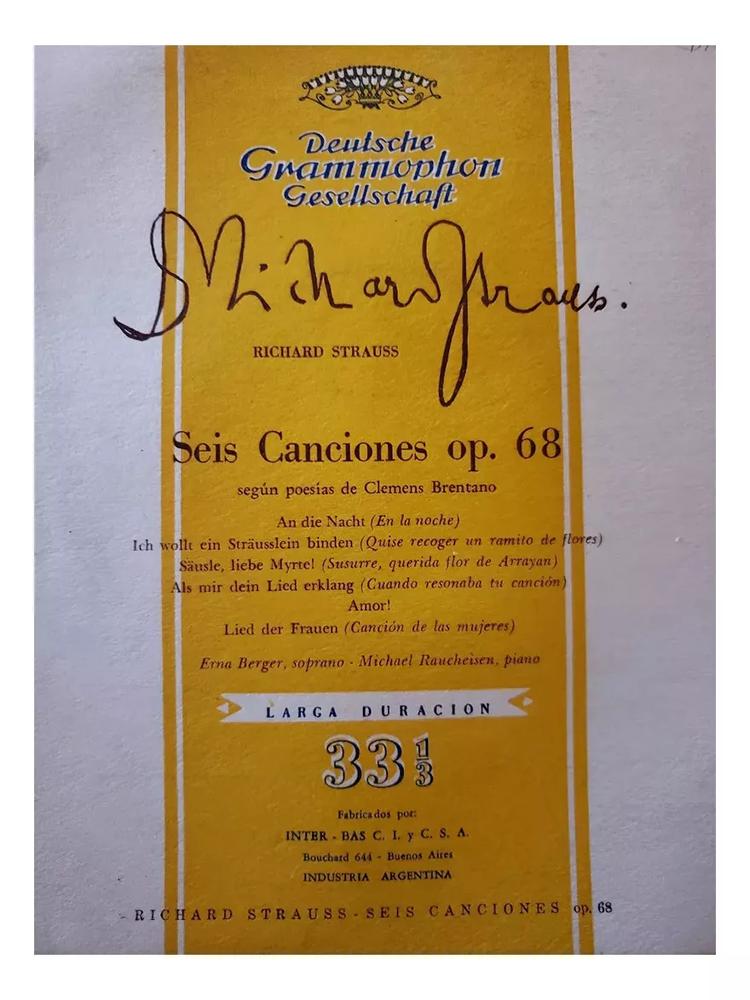 Deutsche
Grammophon
Gesellschaft
Richard Strauss.
RICHARD STRAUSS
Seis Canciones op. 68
según poesías de Clemens Brentano
An die Nacht (En la noche)
Ich wollt ein Sträusslein binden (Quise recoger un ramito de flores)
Säusle, liebe Myrte! (Susurre, querida flor de Arrayan)
Als mir dein Lied erklang (Cuando resonaba tu canción)
Amor!
Lied der Frauen (Canción de las mujeres)
Erna Berger, soprano - Michael Raucheisen, piano
LARGA DURACION
33 1/3
Fabricados por:
INTER - BAS C. I. y C. S. A.
Bouchard 644 - Buenos Aires
INDUSTRIA ARGENTINA
- RICHARD STRAUSS - SEIS CANCIONES op. 68